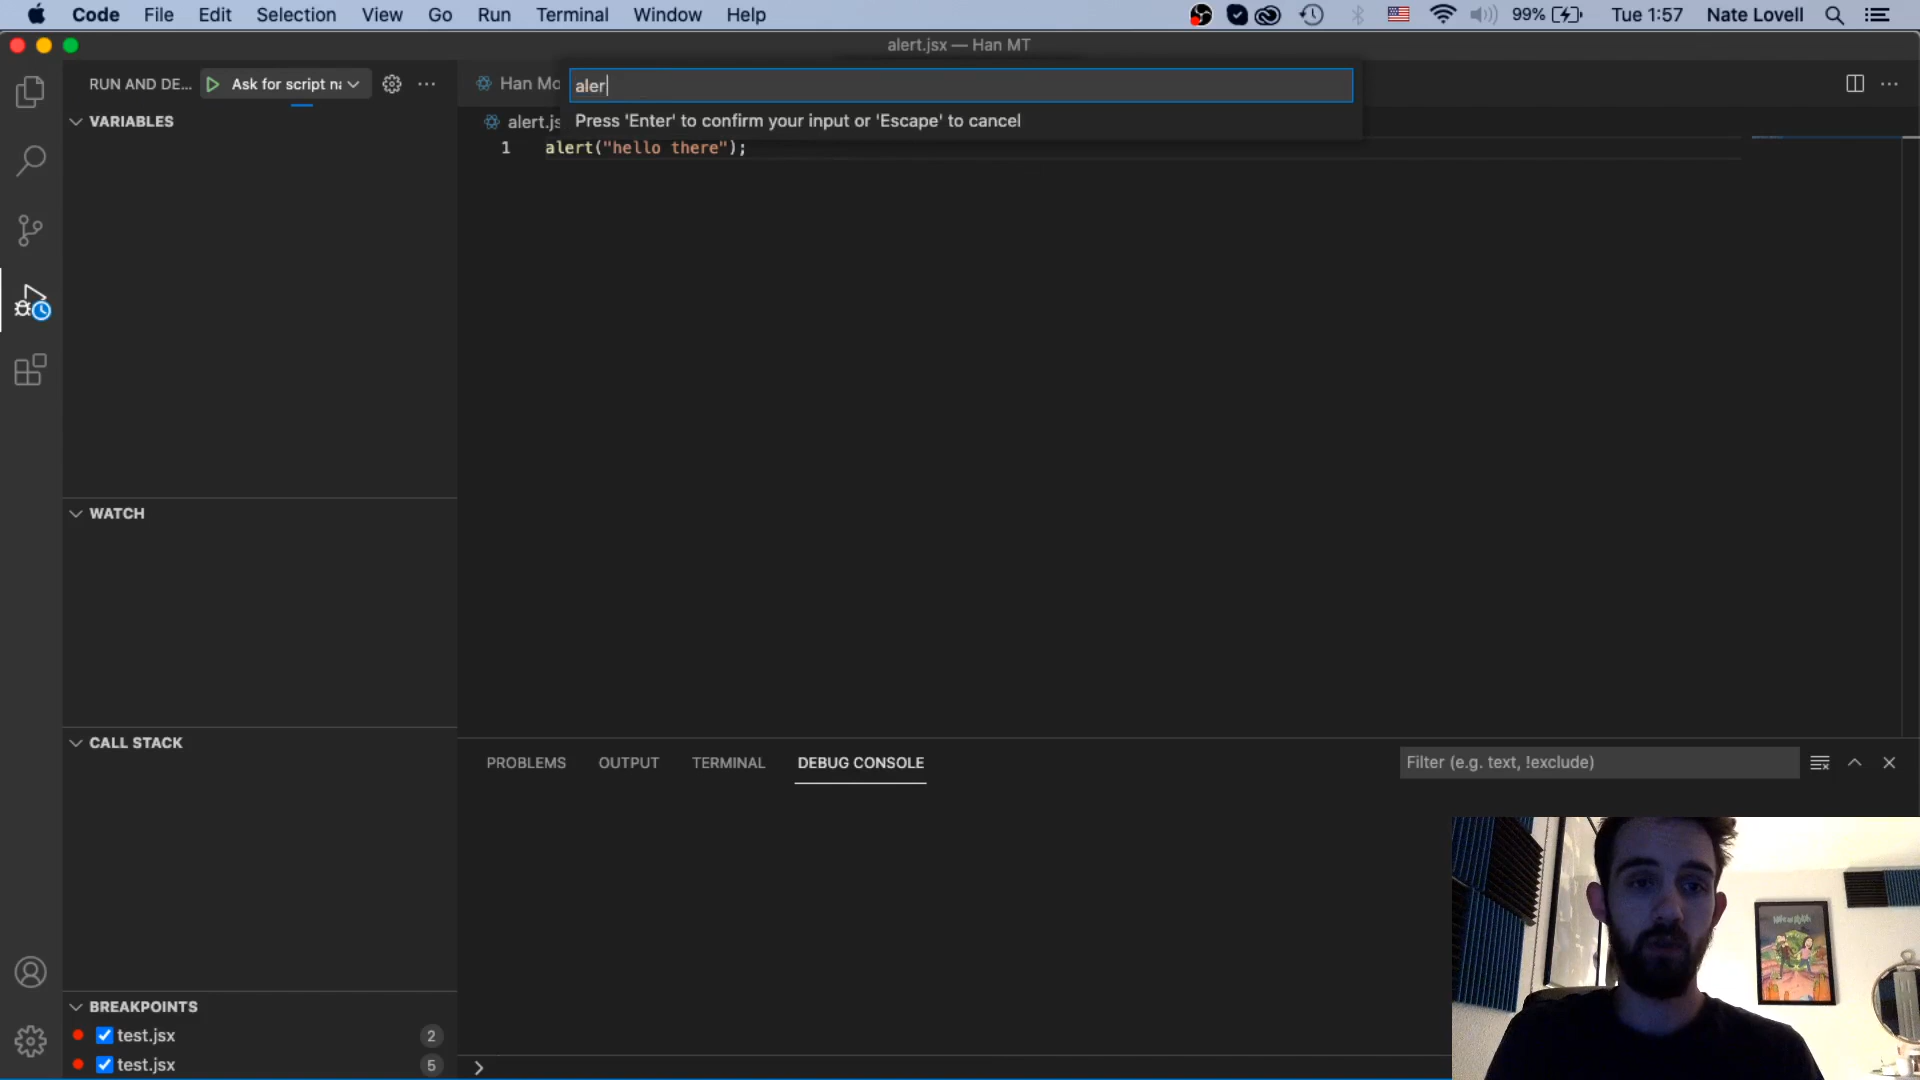 Code File Edit Selection View Go Run Terminal Window Help 99% Tue 1:57 Nate Lovell
alert.jsx — Han MT
RUN AND DE... Ask for script na
Han Mo
aler
VARIABLES
alert.js
Press 'Enter' to confirm your input or 'Escape' to cancel
1 alert("hello there");
WATCH
CALL STACK
PROBLEMS OUTPUT TERMINAL DEBUG CONSOLE Filter (e.g. text, !exclude)
BREAKPOINTS
test.jsx 2
test.jsx 5